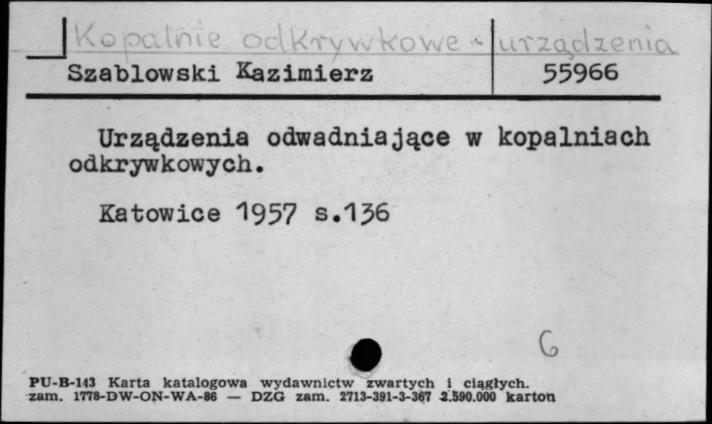 Kopalnie odkrywkowe - urządzenia
Szablowski Kazimierz 55966
Urządzenia odwadniające w kopalniach
odkrywkowych.
Katowice 1957 s.136
G
PU-B-143 Karta katalogowa wydawnictw zwartych i ciągłych.
zam. 1778-DW-ON-WA-86 — DZG zam. 2713-391-3-367 2.590.000 karton